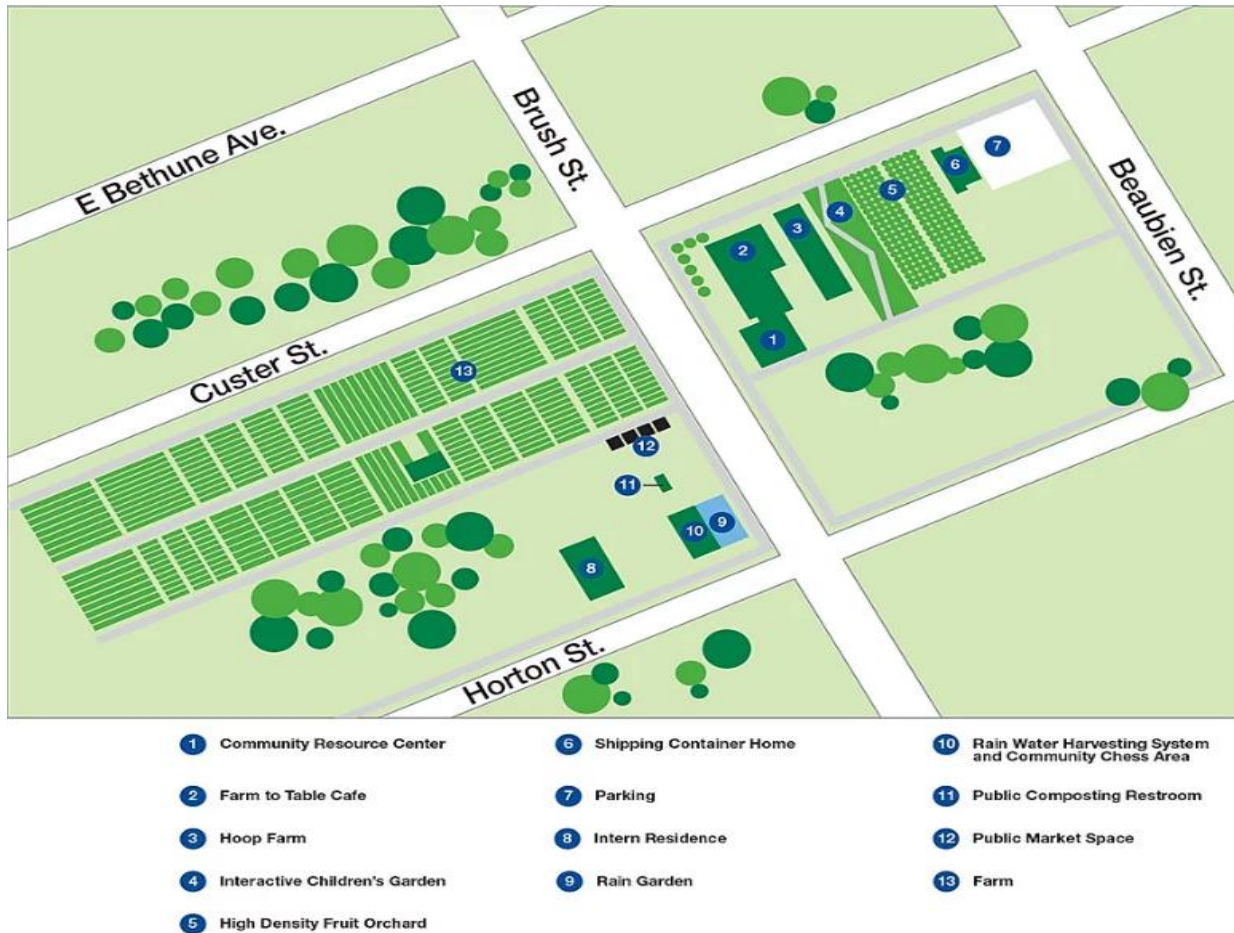 E Bethune Ave.
Brush St.
Beaubien St.
Custer St.
Horton St.
1
2
3
4
5
6
7
8
9
10
11
12
13
1 Community Resource Center
2 Farm to Table Cafe
3 Hoop Farm
4 Interactive Children's Garden
5 High Density Fruit Orchard
6 Shipping Container Home
7 Parking
8 Intern Residence
9 Rain Garden
10 Rain Water Harvesting System
and Community Chess Area
11 Public Composting Restroom
12 Public Market Space
13 Farm